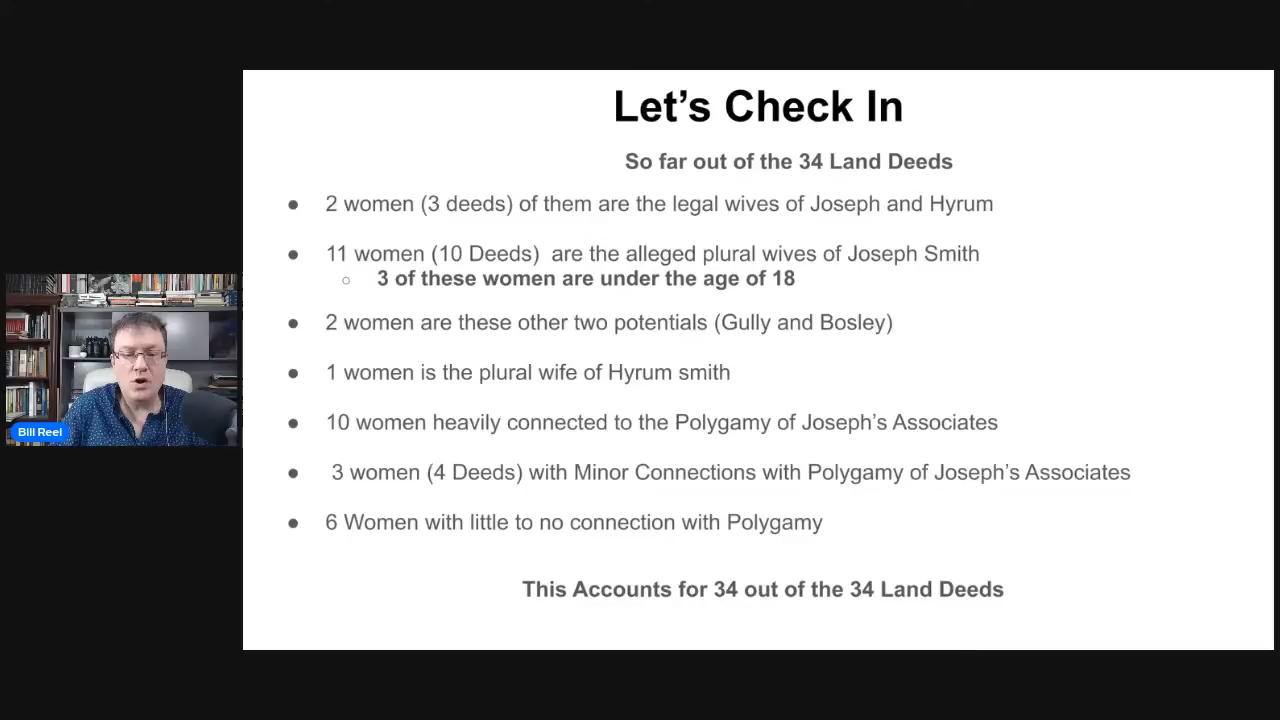 Let's Check In
So far out of the 34 Land Deeds
● 2 women (3 deeds) of them are the legal wives of Joseph and Hyrum
● 11 women (10 Deeds)  are the alleged plural wives of Joseph Smith
○ 3 of these women are under the age of 18
● 2 women are these other two potentials (Gully and Bosley)
● 1 women is the plural wife of Hyrum smith
● 10 women heavily connected to the Polygamy of Joseph's Associates
● 3 women (4 Deeds) with Minor Connections with Polygamy of Joseph's Associates
● 6 Women with little to no connection with Polygamy
This Accounts for 34 out of the 34 Land Deeds
Bill Reel